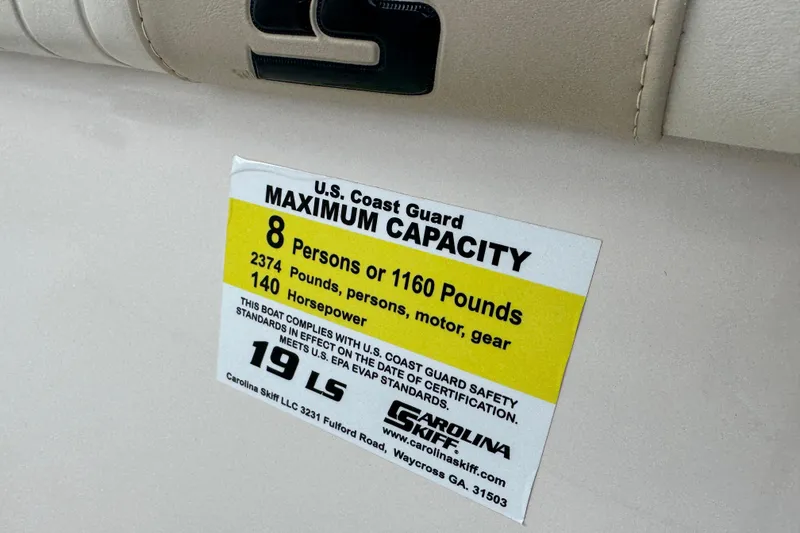 U.S. Coast Guard
MAXIMUM CAPACITY
8 Persons or 1160 Pounds
2374 Pounds, persons, motor, gear
140 Horsepower
THIS BOAT COMPLIES WITH U.S. COAST GUARD SAFETY
STANDARDS IN EFFECT ON THE DATE OF CERTIFICATION.
MEETS U.S. EPA EVAP STANDARDS.
19 LS
CAROLINA
SKIFF®
www.carolinaskiff.com
Carolina Skiff LLC 3231 Fulford Road, Waycross GA. 31503